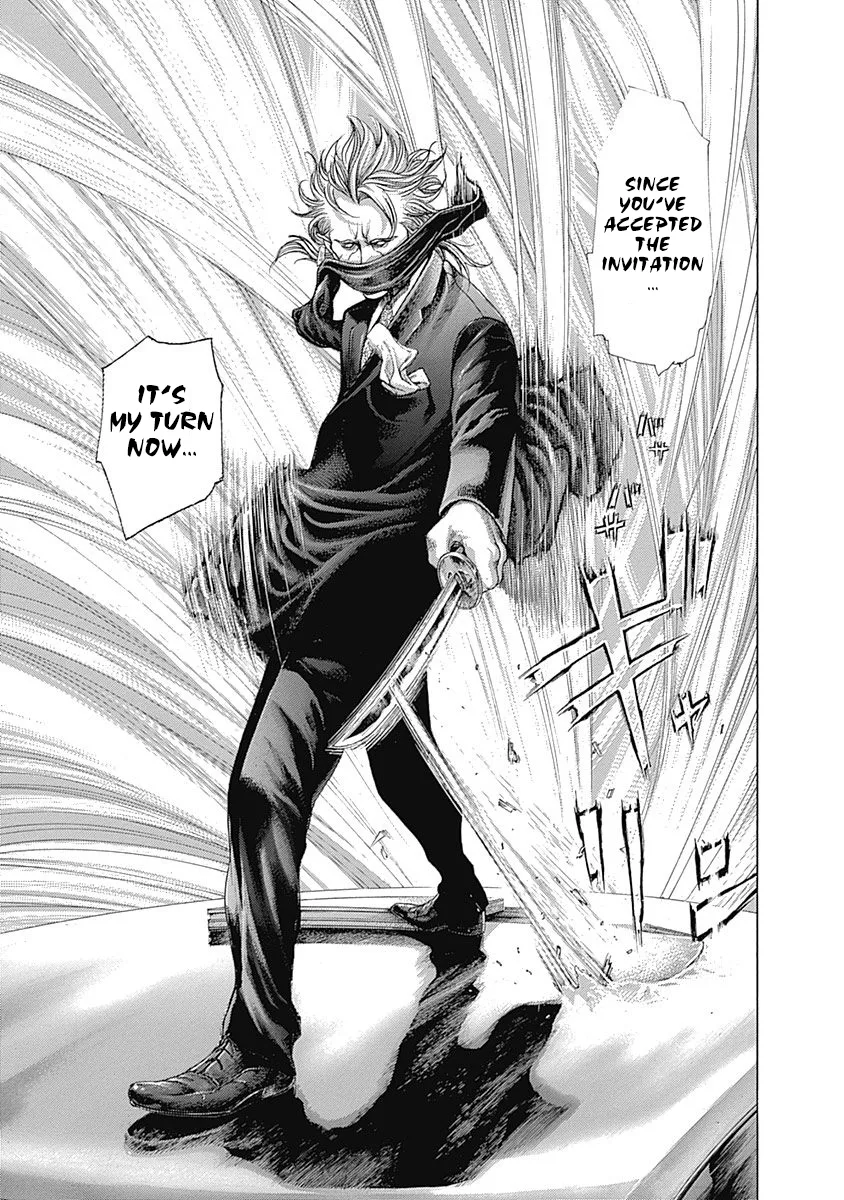 SINCE
YOU'VE
ACCEPTED
THE
INVITATION
...
IT'S
MY TURN
NOW...